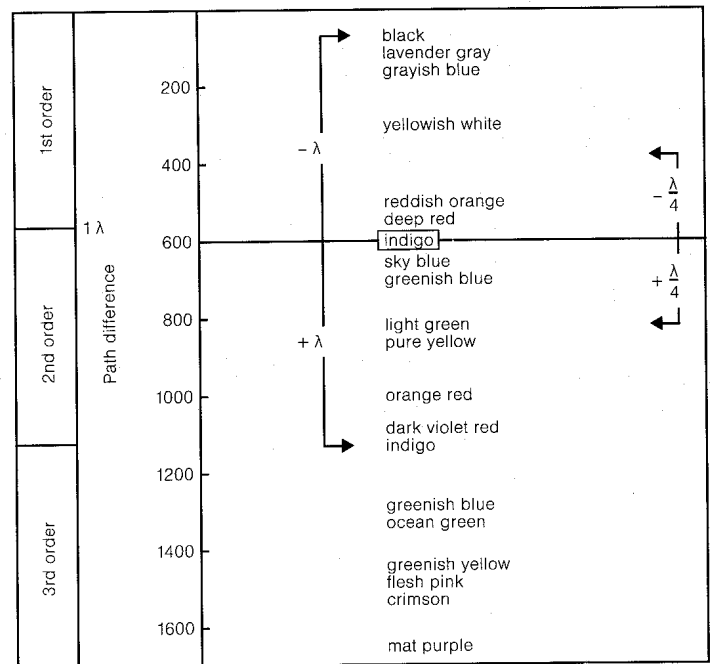 1st order
2nd order
3rd order
1 λ
Path difference
200
400
600
800
1000
1200
1400
1600
− λ
+ λ
black
lavender gray
grayish blue
yellowish white
reddish orange
deep red
indigo
sky blue
greenish blue
light green
pure yellow
orange red
dark violet red
indigo
greenish blue
ocean green
greenish yellow
flesh pink
crimson
mat purple
− λ/4
+ λ/4